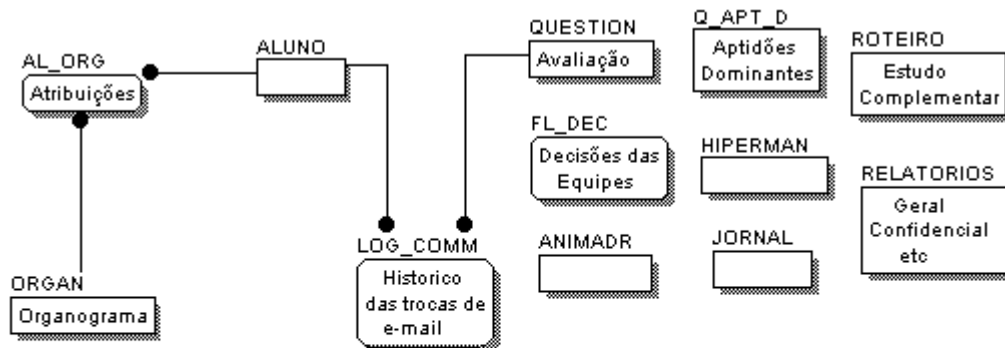 AL_ORG
Atribuições
ALUNO
QUESTION
Avaliação
Q_APT_D
Aptidões
Dominantes
ROTEIRO
Estudo
Complementar
FL_DEC
Decisões das
Equipes
HIPERMAN
RELATORIOS
Geral
Confidencial
etc
LOG_COMM
Historico
das trocas de
e-mail
ANIMADR
JORNAL
ORGAN
Organograma